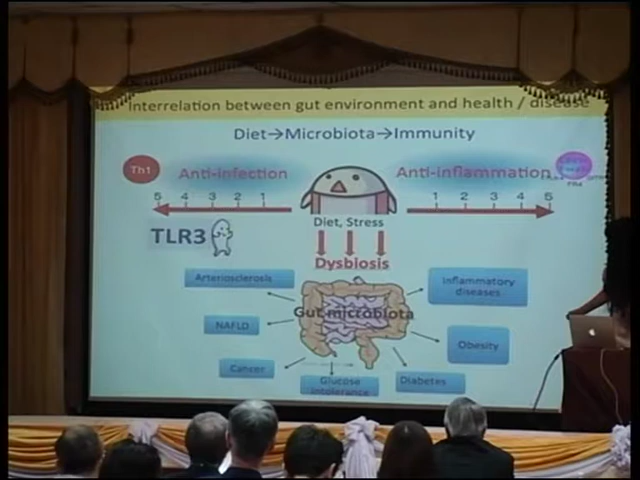 Interrelation between gut environment and health / disease
Diet→Microbiota→Immunity
Th1
Anti-infection
Anti-inflammation
5 4 3 2 1
1 2 3 4 5
TLR3
Diet, Stress
Dysbiosis
Arteriosclerosis
Inflammatory
diseases
Gut microbiota
NAFLD
Obesity
Cancer
Glucose
intolerance
Diabetes